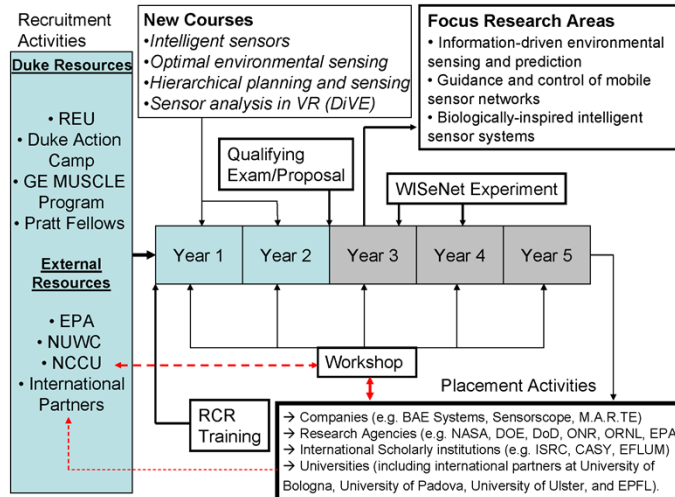 Recruitment
Activities
Duke Resources
• REU
• Duke Action
Camp
• GE MUSCLE
Program
• Pratt Fellows
External
Resources
• EPA
• NUWC
• NCCU
• International
Partners
New Courses
•Intelligent sensors
•Optimal environmental sensing
•Hierarchical planning and sensing
•Sensor analysis in VR (DiVE)
Focus Research Areas
• Information-driven environmental
sensing and prediction
• Guidance and control of mobile
sensor networks
• Biologically-inspired intelligent
sensor systems
Qualifying
Exam/Proposal
WISeNet Experiment
Year 1
Year 2
Year 3
Year 4
Year 5
Workshop
RCR
Training
Placement Activities
→ Companies (e.g. BAE Systems, Sensorscope, M.A.R.TE)
→ Research Agencies (e.g. NASA, DOE, DoD, ONR, ORNL, EPA
→ International Scholarly institutions (e.g. ISRC, CASY, EFLUM)
→ Universities (including international partners at University of
Bologna, University of Padova, University of Ulster, and EPFL).